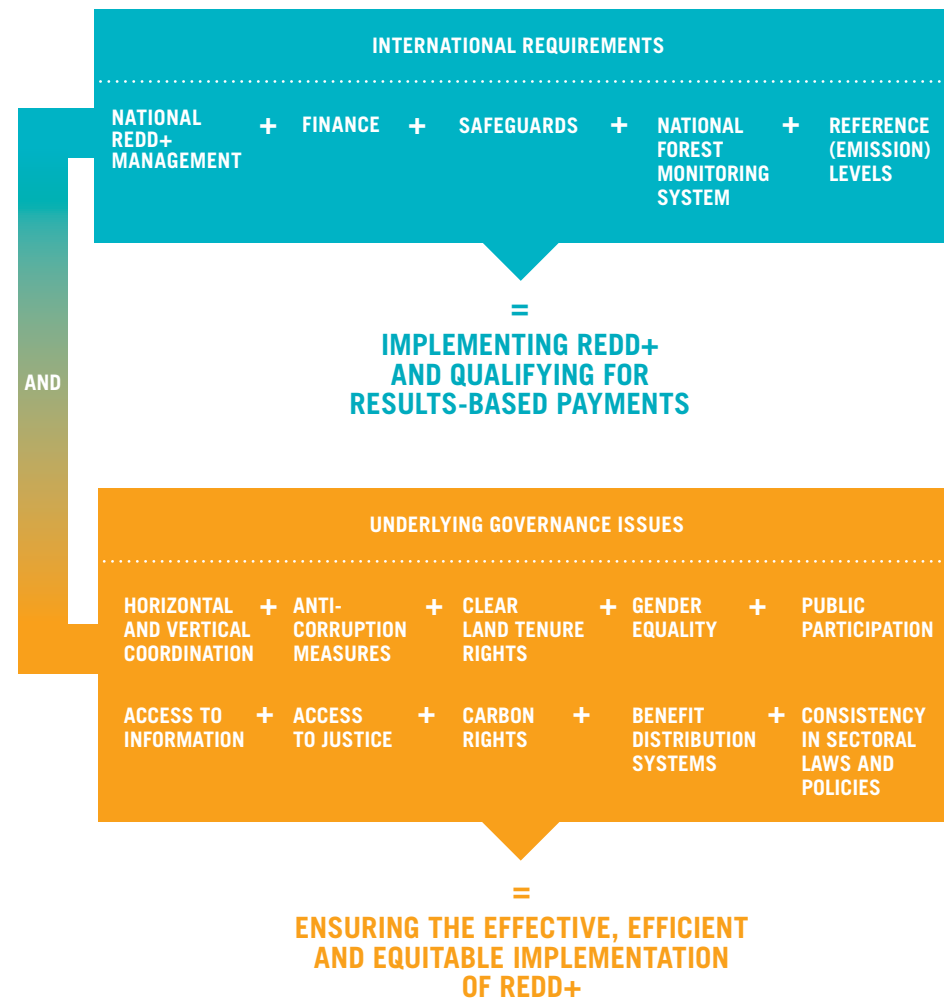 INTERNATIONAL REQUIREMENTS
NATIONAL
REDD+
MANAGEMENT
+
FINANCE
+
SAFEGUARDS
+
NATIONAL
FOREST
MONITORING
SYSTEM
+
REFERENCE
(EMISSION)
LEVELS
=
IMPLEMENTING REDD+
AND QUALIFYING FOR
RESULTS-BASED PAYMENTS
AND
UNDERLYING GOVERNANCE ISSUES
HORIZONTAL
AND VERTICAL
COORDINATION
+
ANTI-
CORRUPTION
MEASURES
+
CLEAR
LAND TENURE
RIGHTS
+
GENDER
EQUALITY
+
PUBLIC
PARTICIPATION
ACCESS TO
INFORMATION
+
ACCESS
TO JUSTICE
+
CARBON
RIGHTS
+
BENEFIT
DISTRIBUTION
SYSTEMS
+
CONSISTENCY
IN SECTORAL
LAWS AND
POLICIES
=
ENSURING THE EFFECTIVE, EFFICIENT
AND EQUITABLE IMPLEMENTATION
OF REDD+